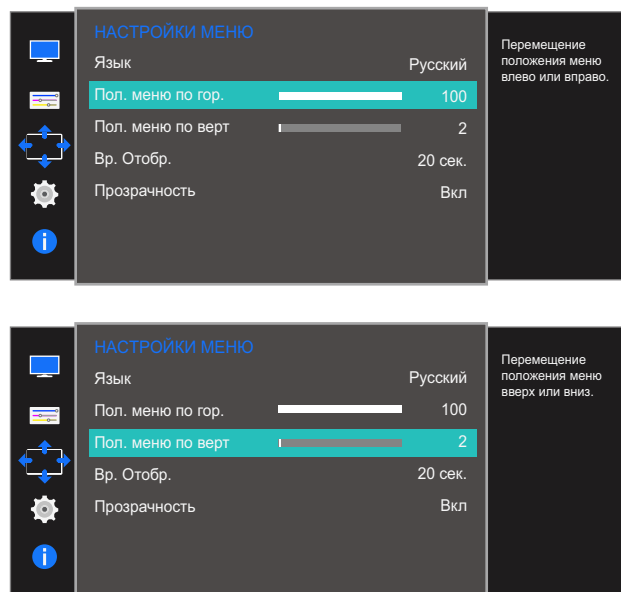 НАСТРОЙКИ МЕНЮ
Язык Русский
Пол. меню по гор. 100
Пол. меню по верт 2
Вр. Отобр. 20 сек.
Прозрачность Вкл
Перемещение
положения меню
влево или вправо.
НАСТРОЙКИ МЕНЮ
Язык Русский
Пол. меню по гор. 100
Пол. меню по верт 2
Вр. Отобр. 20 сек.
Прозрачность Вкл
Перемещение
положения меню
вверх или вниз.